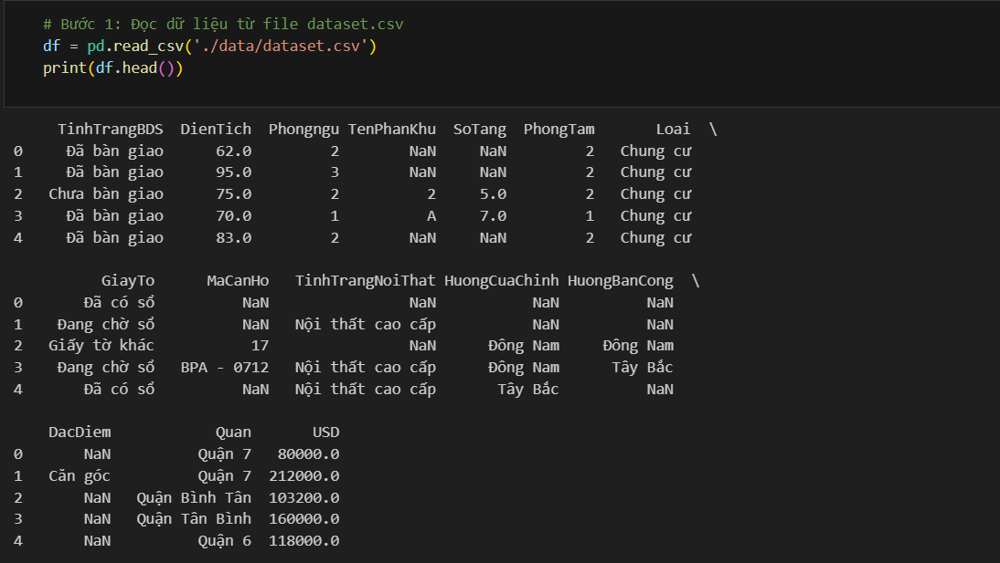 # Bước 1: Đọc dữ liệu từ file dataset.csv
df = pd.read_csv('./data/dataset.csv')
print(df.head())
TinhTrangBDS DienTich Phongngu TenPhanKhu SoTang PhongTam Loai \
0 Đã bàn giao 62.0 2 NaN NaN 2 Chung cư
1 Đã bàn giao 95.0 3 NaN NaN 2 Chung cư
2 Chưa bàn giao 75.0 2 2 5.0 2 Chung cư
3 Đã bàn giao 70.0 1 A 7.0 1 Chung cư
4 Đã bàn giao 83.0 2 NaN NaN 2 Chung cư
GiayTo MaCanHo TinhTrangNoiThat HuongCuaChinh HuongBanCong \
0 Đã có sổ NaN NaN NaN NaN
1 Đang chờ sổ NaN Nội thất cao cấp NaN NaN
2 Giấy tờ khác 17 NaN Đông Nam Đông Nam
3 Đang chờ sổ BPA - 0712 Nội thất cao cấp Đông Nam Tây Bắc
4 Đã có sổ NaN Nội thất cao cấp Tây Bắc NaN
DacDiem Quan USD
0 NaN Quận 7 80000.0
1 Căn góc Quận 7 212000.0
2 NaN Quận Bình Tân 103200.0
3 NaN Quận Tân Bình 160000.0
4 NaN Quận 6 118000.0